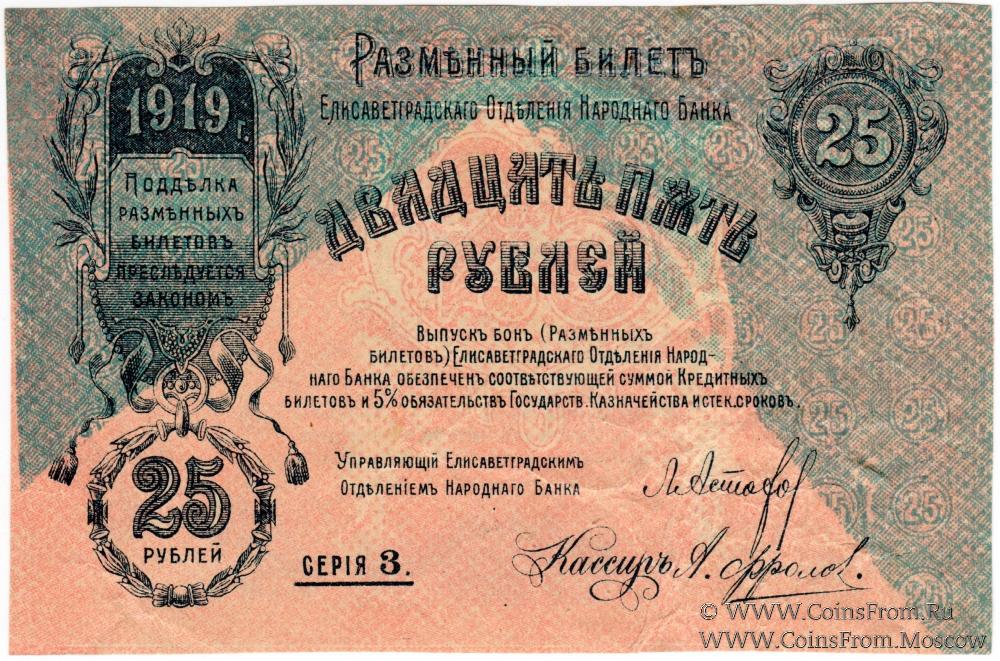 1919 г.
Поддѣлка
размѣнныхъ
билетовъ
преслѣдуется
закономъ
25
рублей
Размѣнный билетъ
Елисаветградскаго Отдѣленія Народнаго Банка
25
Двадцать пять
рублей
Выпускъ бонъ (Размѣнныхъ
билетовъ) Елисаветградскаго Отдѣленія Народ-
наго Банка обезпеченъ соотвѣтствующей суммой Кредитныхъ
билетовъ и 5% обязательствъ Государств. Казначейства истек. сроковъ.
Управляющій Елисаветградскимъ
Отдѣленіемъ Народнаго Банка
Серія 3.
Кассиръ А. Фролов.
© WWW.CoinsFrom.Ru
WWW.CoinsFrom.Moscow